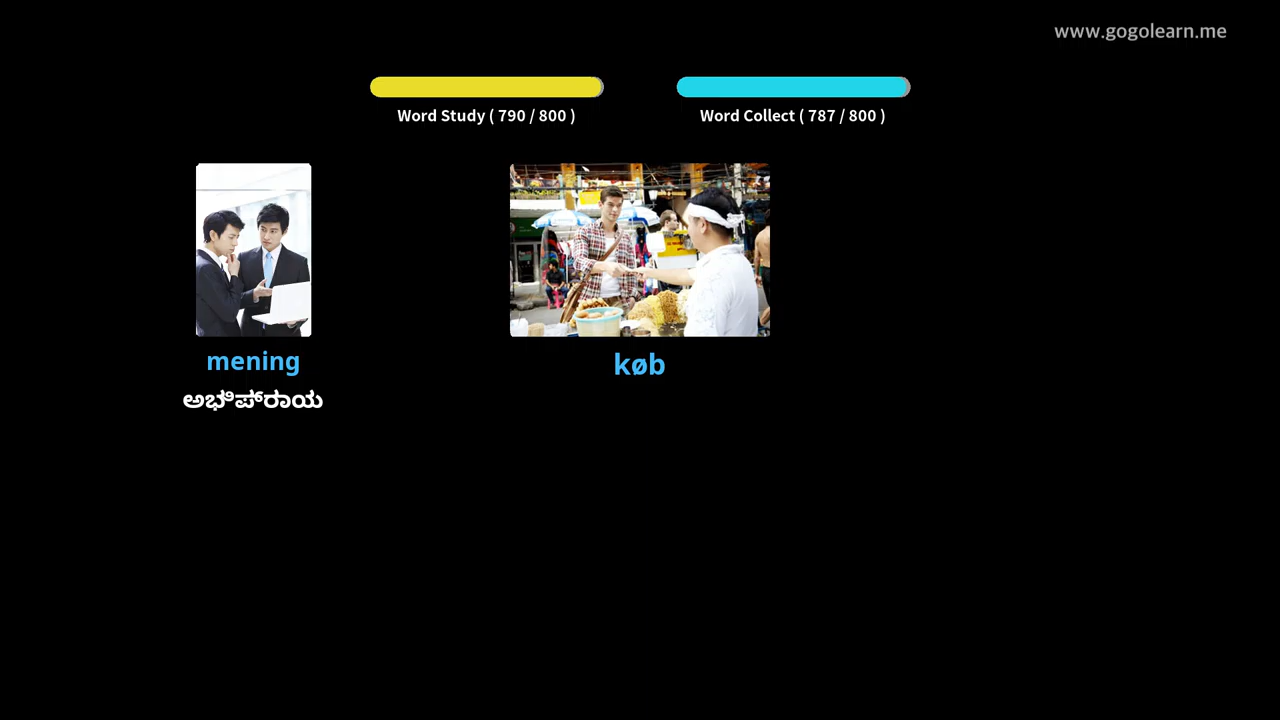 www.gogolearn.me
Word Study ( 790 / 800 )
Word Collect ( 787 / 800 )
mening
køb
ಅಭಿಪ್ರಾಯ